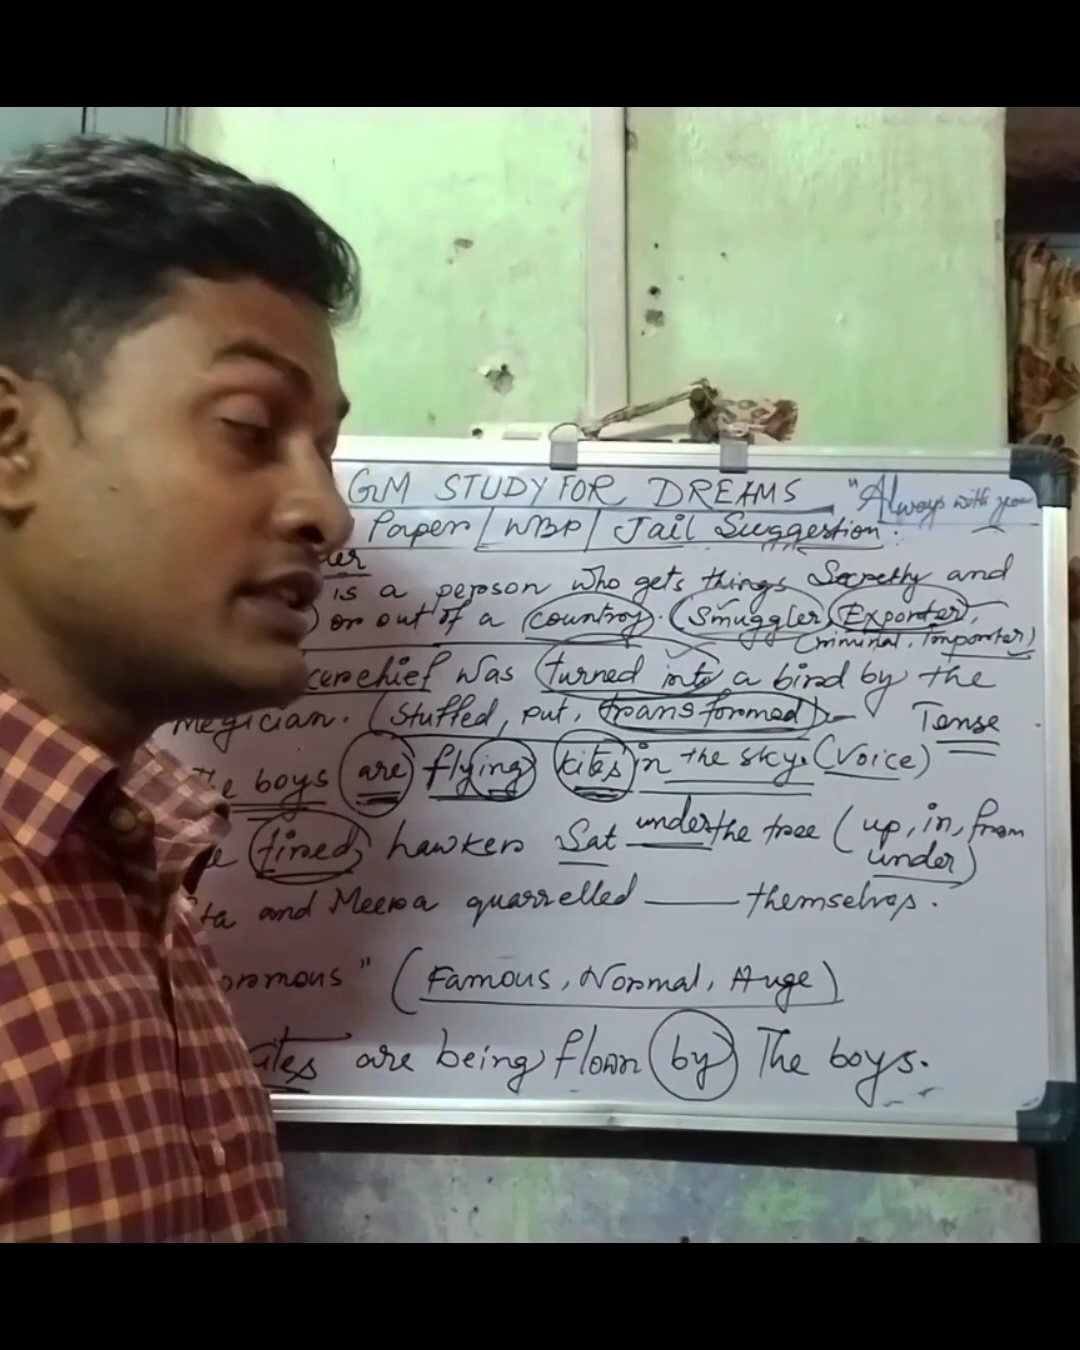 GM STUDY FOR DREAMS "Always with you"
Paper / WBP / Jail Suggestion.
is a person who gets things Secretly and
or out of a country. (Smuggler, Exporter,
Criminal, Importer)
was turned into a bird by the
Megician. (Stuffed, put, transformed) Tense
boys are flying kites in the sky. (Voice)
tired hawkers Sat under the tree (up, in, from
under)
and Meera quarrelled ____ themselves.
" (Famous, Normal, Huge)
are being flown by The boys.